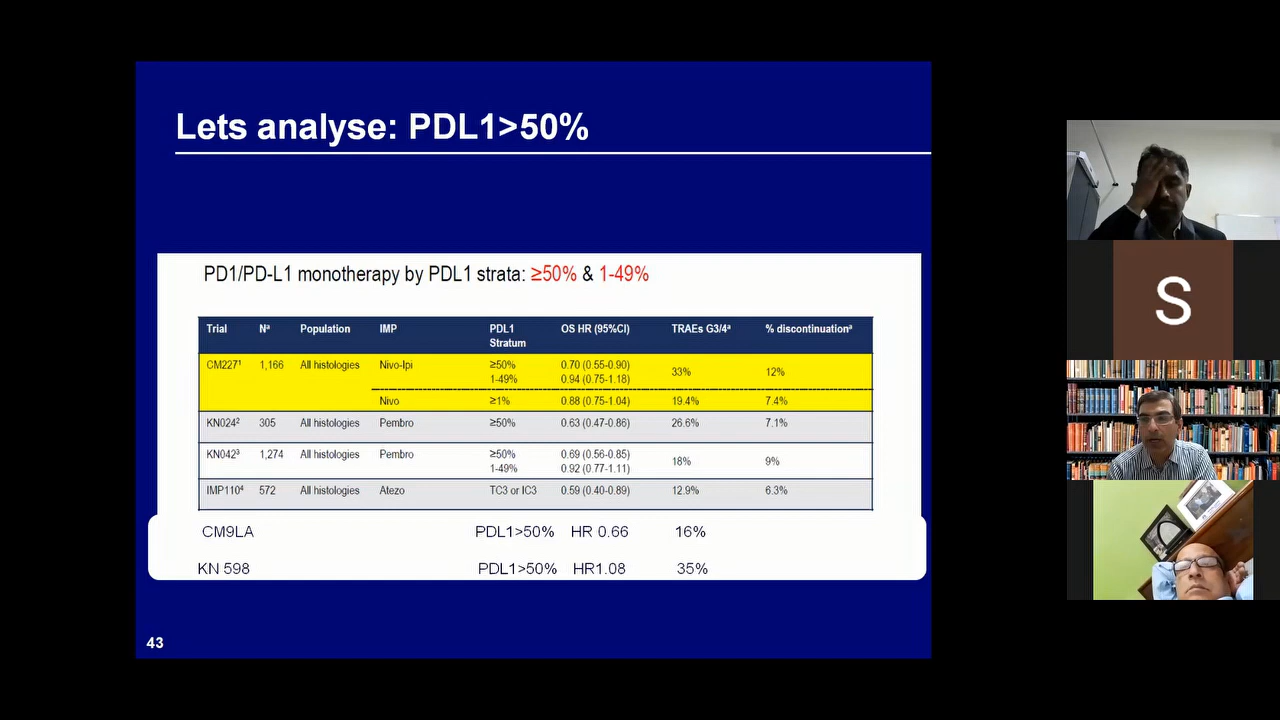 Lets analyse: PDL1>50%
PD1/PD-L1 monotherapy by PDL1 strata: ≥50% & 1-49%
Trial Nᵃ Population IMP PDL1 Stratum OS HR (95%CI) TRAEs G3/4ᵃ % discontinuationᵃ
CM227¹ 1,166 All histologies Nivo-Ipi ≥50% 0.70 (0.55-0.90) 33% 12%
1-49% 0.94 (0.75-1.18)
Nivo ≥1% 0.88 (0.75-1.04) 19.4% 7.4%
KN024² 305 All histologies Pembro ≥50% 0.63 (0.47-0.86) 26.6% 7.1%
KN042³ 1,274 All histologies Pembro ≥50% 0.69 (0.56-0.85) 18% 9%
1-49% 0.92 (0.77-1.11)
IMP110⁴ 572 All histologies Atezo TC3 or IC3 0.59 (0.40-0.89) 12.9% 6.3%
CM9LA PDL1>50% HR 0.66 16%
KN 598 PDL1>50% HR1.08 35%
43
S